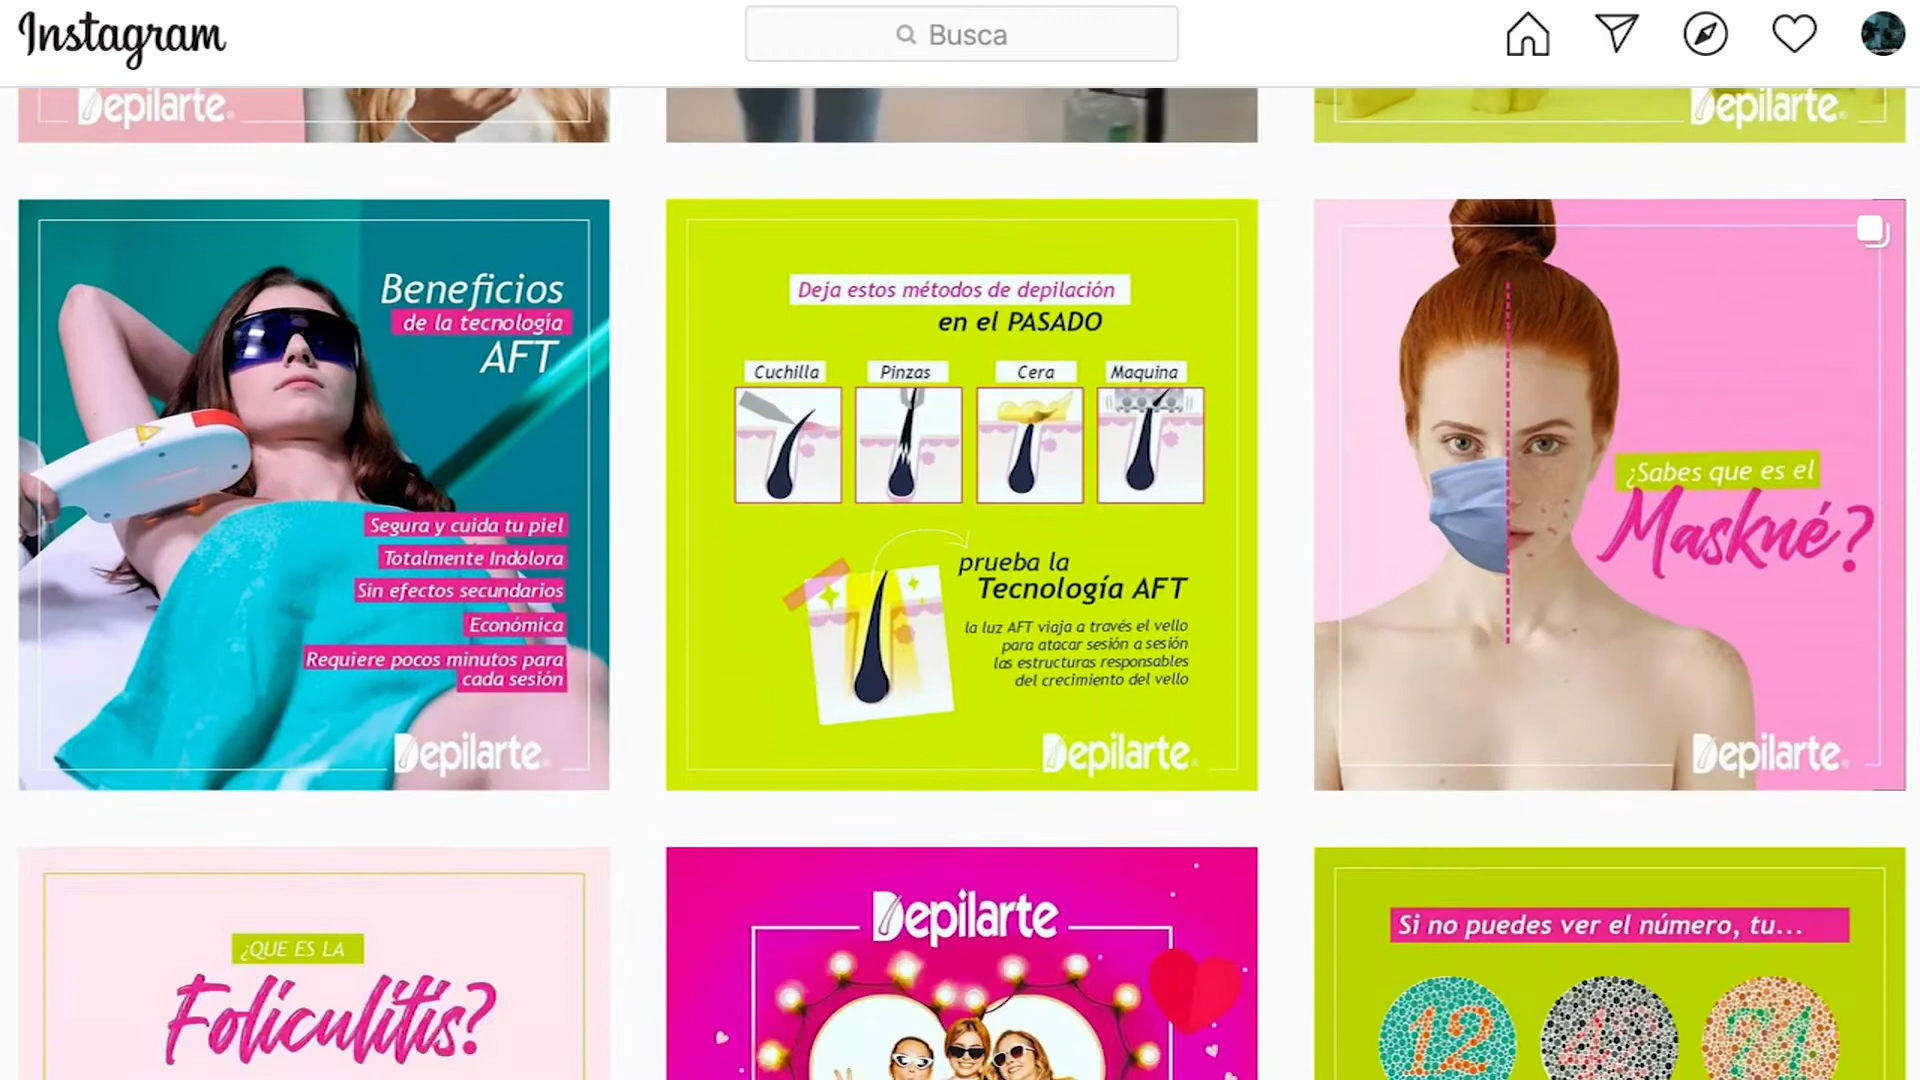 Instagram
Busca
Depilarte
Depilarte
Beneficios
de la tecnología
AFT
Segura y cuida tu piel
Totalmente Indolora
Sin efectos secundarios
Económica
Requiere pocos minutos para
cada sesión
Depilarte
Deja estos métodos de depilación
en el PASADO
Cuchilla
Pinzas
Cera
Maquina
prueba la
Tecnología AFT
la luz AFT viaja a través el vello
para atacar sesión a sesión
las estructuras responsables
del crecimiento del vello
Depilarte
¿Sabes que es el
Maskné?
Depilarte
¿QUE ES LA
Foliculitis?
Depilarte
Si no puedes ver el número, tu...
12
42
74